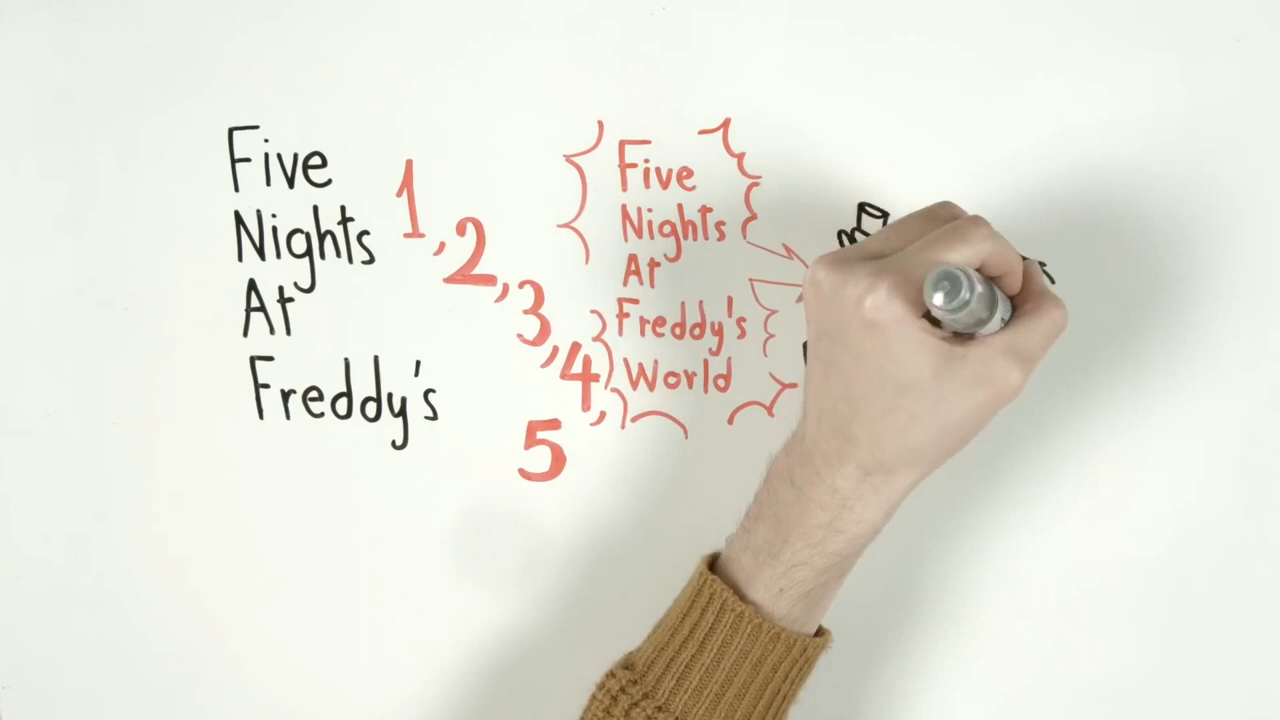 Five
Nights
At
Freddy's
1, 2, 3, 4, 5
Five
Nights
At
Freddy's
World